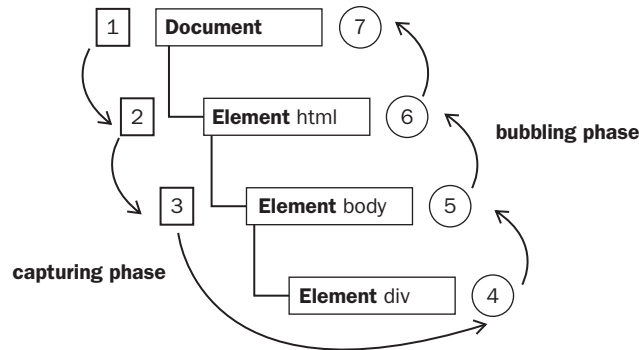 1 Document 7
2 Element html 6
bubbling phase
3 Element body 5
capturing phase
Element div 4